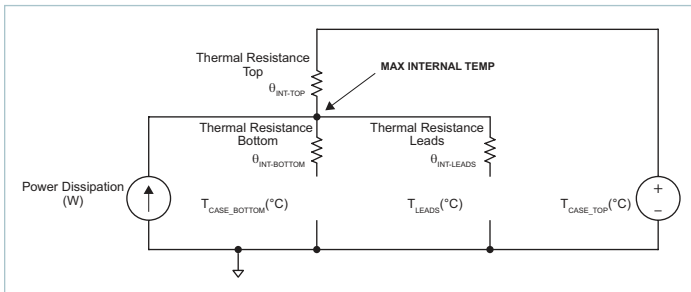 Thermal Resistance
Top
θINT-TOP
MAX INTERNAL TEMP
Thermal Resistance
Bottom
θINT-BOTTOM
Thermal Resistance
Leads
θINT-LEADS
Power Dissipation
(W)
TCASE_BOTTOM(°C)
TLEADS(°C)
TCASE_TOP(°C)
+
–